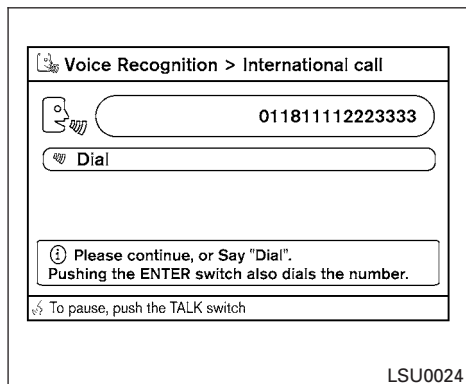 Voice Recognition > International call
011811112223333
Dial
Please continue, or Say "Dial".
Pushing the ENTER switch also dials the number.
To pause, push the TALK switch
LSU0024